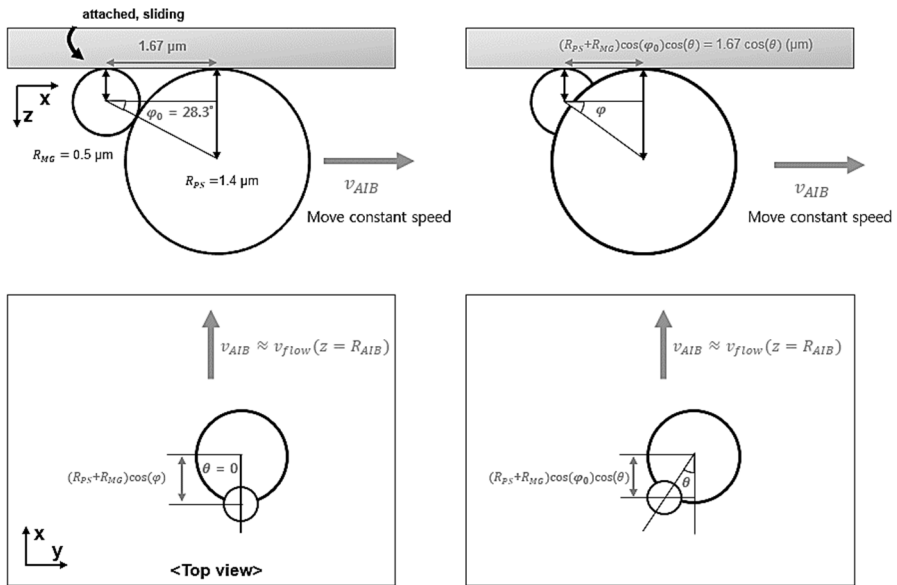 attached, sliding
1.67 µm
x
z
φ₀ = 28.3°
R_MG = 0.5 µm
R_PS =1.4 µm
v_AIB
Move constant speed
(R_PS+R_MG)cos(φ₀)cos(θ) = 1.67 cos(θ) (µm)
φ
v_AIB
Move constant speed
v_AIB ≈ v_flow(z = R_AIB)
(R_PS+R_MG)cos(φ)
θ = 0
x
y
<Top view>
v_AIB ≈ v_flow(z = R_AIB)
(R_PS+R_MG)cos(φ₀)cos(θ)
θ